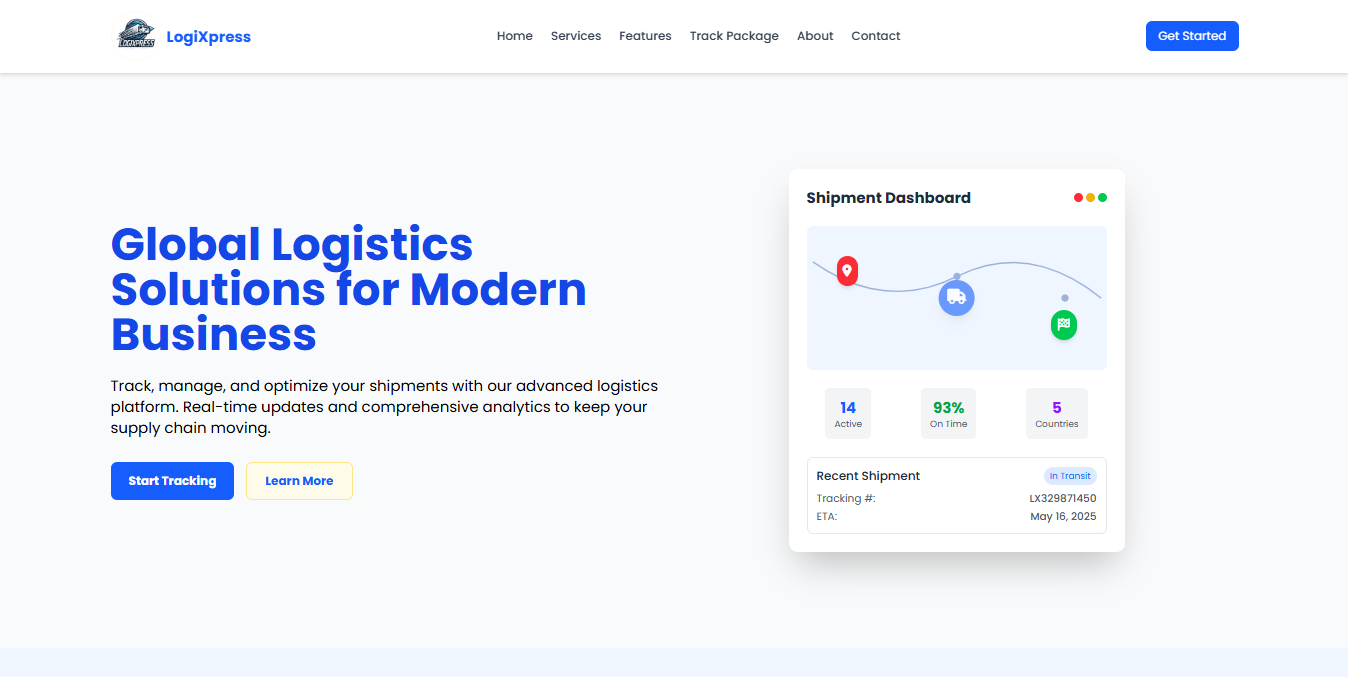 LOGIXPRESS
LogiXpress
Home Services Features Track Package About Contact
Get Started
Global Logistics
Solutions for Modern
Business
Track, manage, and optimize your shipments with our advanced logistics
platform. Real-time updates and comprehensive analytics to keep your
supply chain moving.
Start Tracking Learn More
Shipment Dashboard
14 93% 5
Active On Time Countries
Recent Shipment In Transit
Tracking #: LX329871450
ETA: May 16, 2025